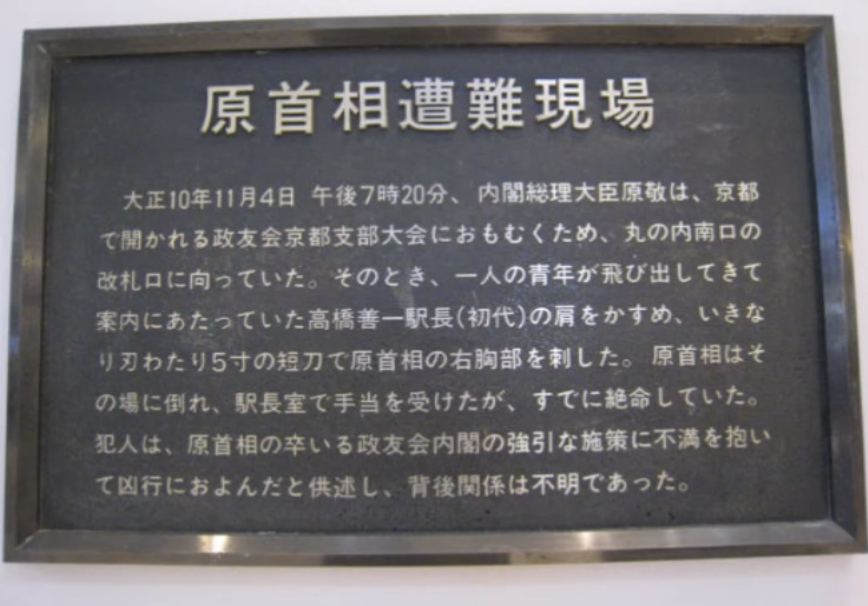 原首相遭難現場
大正10年11月4日 午後7時20分、内閣総理大臣原敬は、京都
で開かれる政友会京都支部大会におもむくため、丸の内南口の
改札口に向っていた。そのとき、一人の青年が飛び出してきて
案内にあたっていた高橋善一駅長(初代)の肩をかすめ、いきな
り刃わたり5寸の短刀で原首相の右胸部を刺した。原首相はそ
の場に倒れ、駅長室で手当を受けたが、すでに絶命していた。
犯人は、原首相の卒いる政友会内閣の強引な施策に不満を抱い
て凶行におよんだと供述し、背後関係は不明であった。